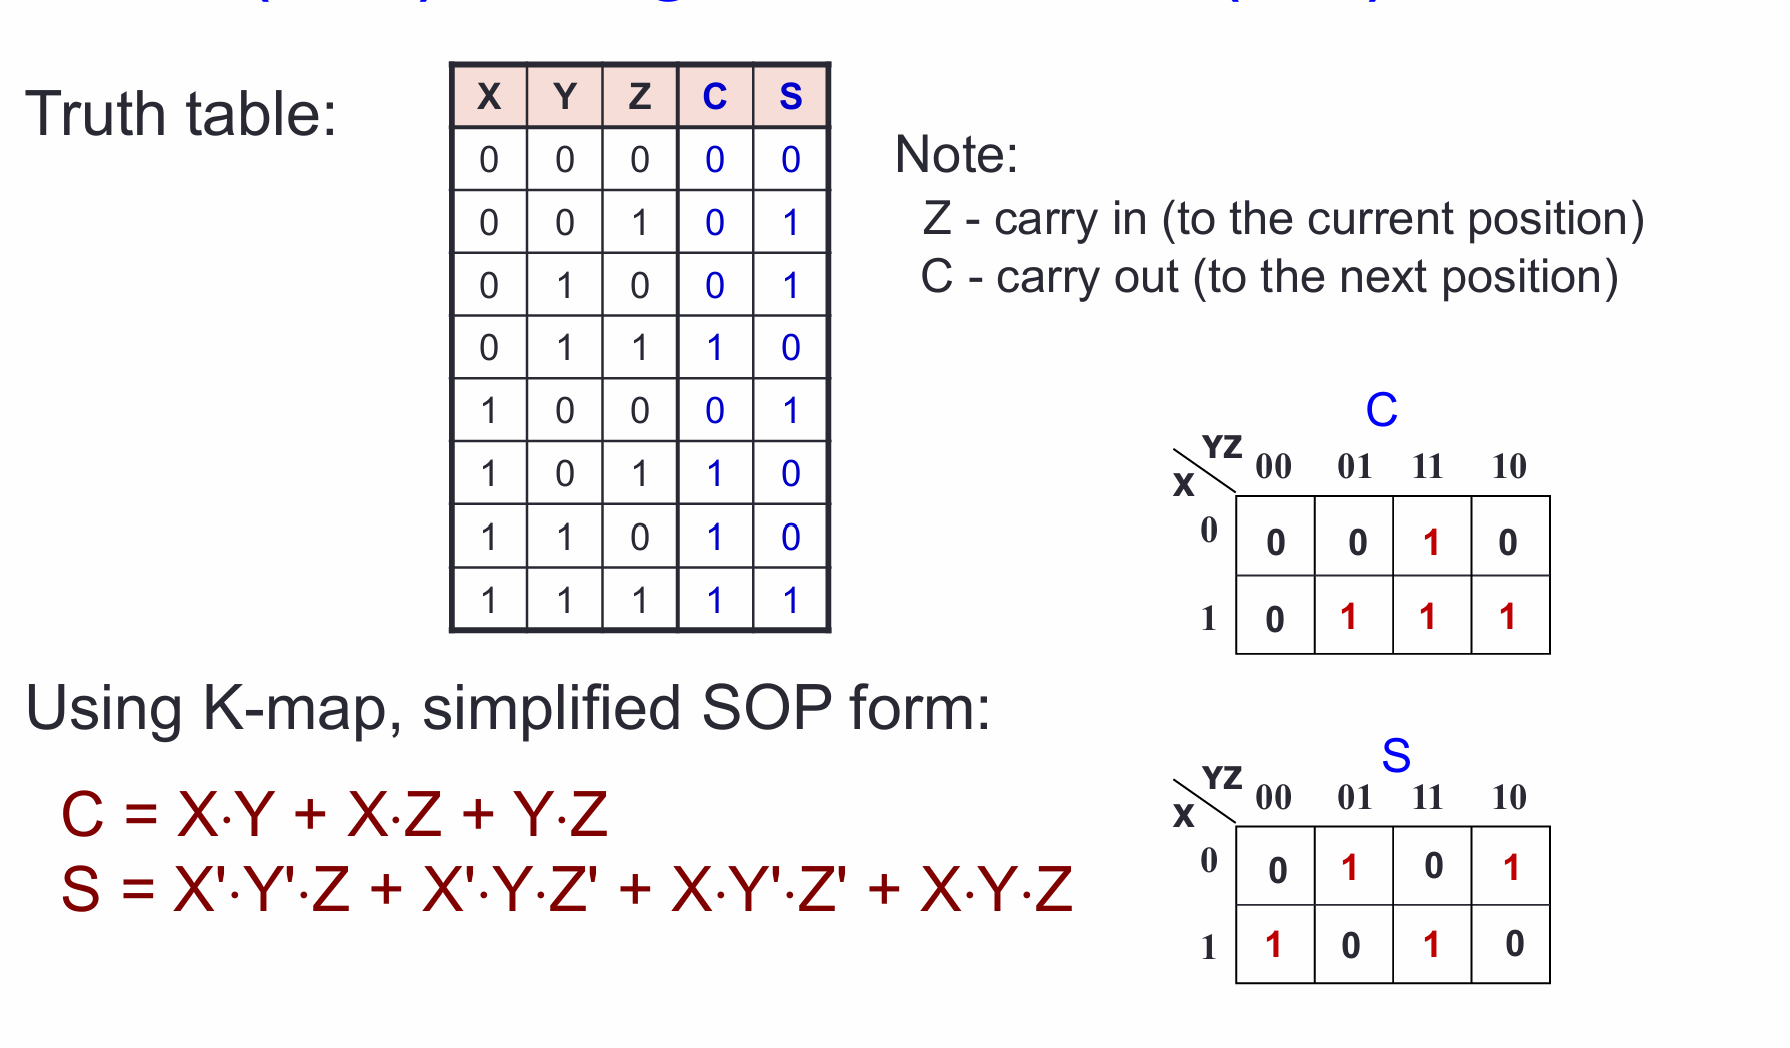 Truth table:
X Y Z C S
0 0 0 0 0
0 0 1 0 1
0 1 0 0 1
0 1 1 1 0
1 0 0 0 1
1 0 1 1 0
1 1 0 1 0
1 1 1 1 1
Note:
Z - carry in (to the current position)
C - carry out (to the next position)
C
YZ
X
00 01 11 10
0 0 0 1 0
1 0 1 1 1
Using K-map, simplified SOP form:
C = X·Y + X·Z + Y·Z
S = X'·Y'·Z + X'·Y·Z' + X·Y'·Z' + X·Y·Z
S
YZ
X
00 01 11 10
0 0 1 0 1
1 1 0 1 0